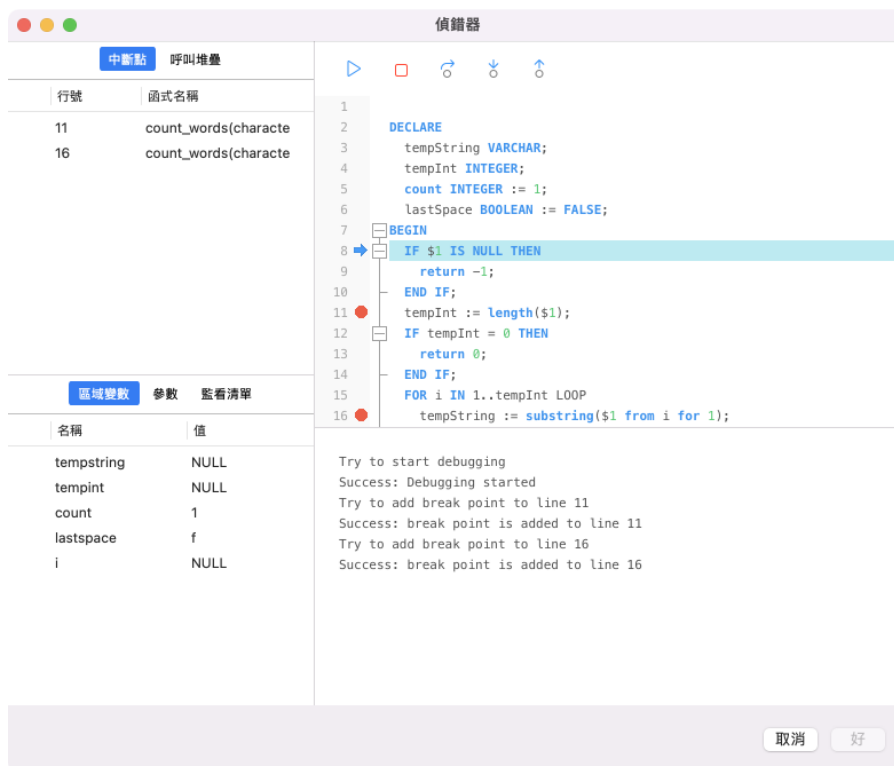 偵錯器
中斷點 呼叫堆疊
行號 函式名稱
11 count_words(characte
16 count_words(characte
區域變數 參數 監看清單
名稱 值
tempstring NULL
tempint NULL
count 1
lastspace f
i NULL
1
2 DECLARE
3 tempString VARCHAR;
4 tempInt INTEGER;
5 count INTEGER := 1;
6 lastSpace BOOLEAN := FALSE;
7 BEGIN
8 IF $1 IS NULL THEN
9 return -1;
10 END IF;
11 tempInt := length($1);
12 IF tempInt = 0 THEN
13 return 0;
14 END IF;
15 FOR i IN 1..tempInt LOOP
16 tempString := substring($1 from i for 1);
Try to start debugging
Success: Debugging started
Try to add break point to line 11
Success: break point is added to line 11
Try to add break point to line 16
Success: break point is added to line 16
取消 好